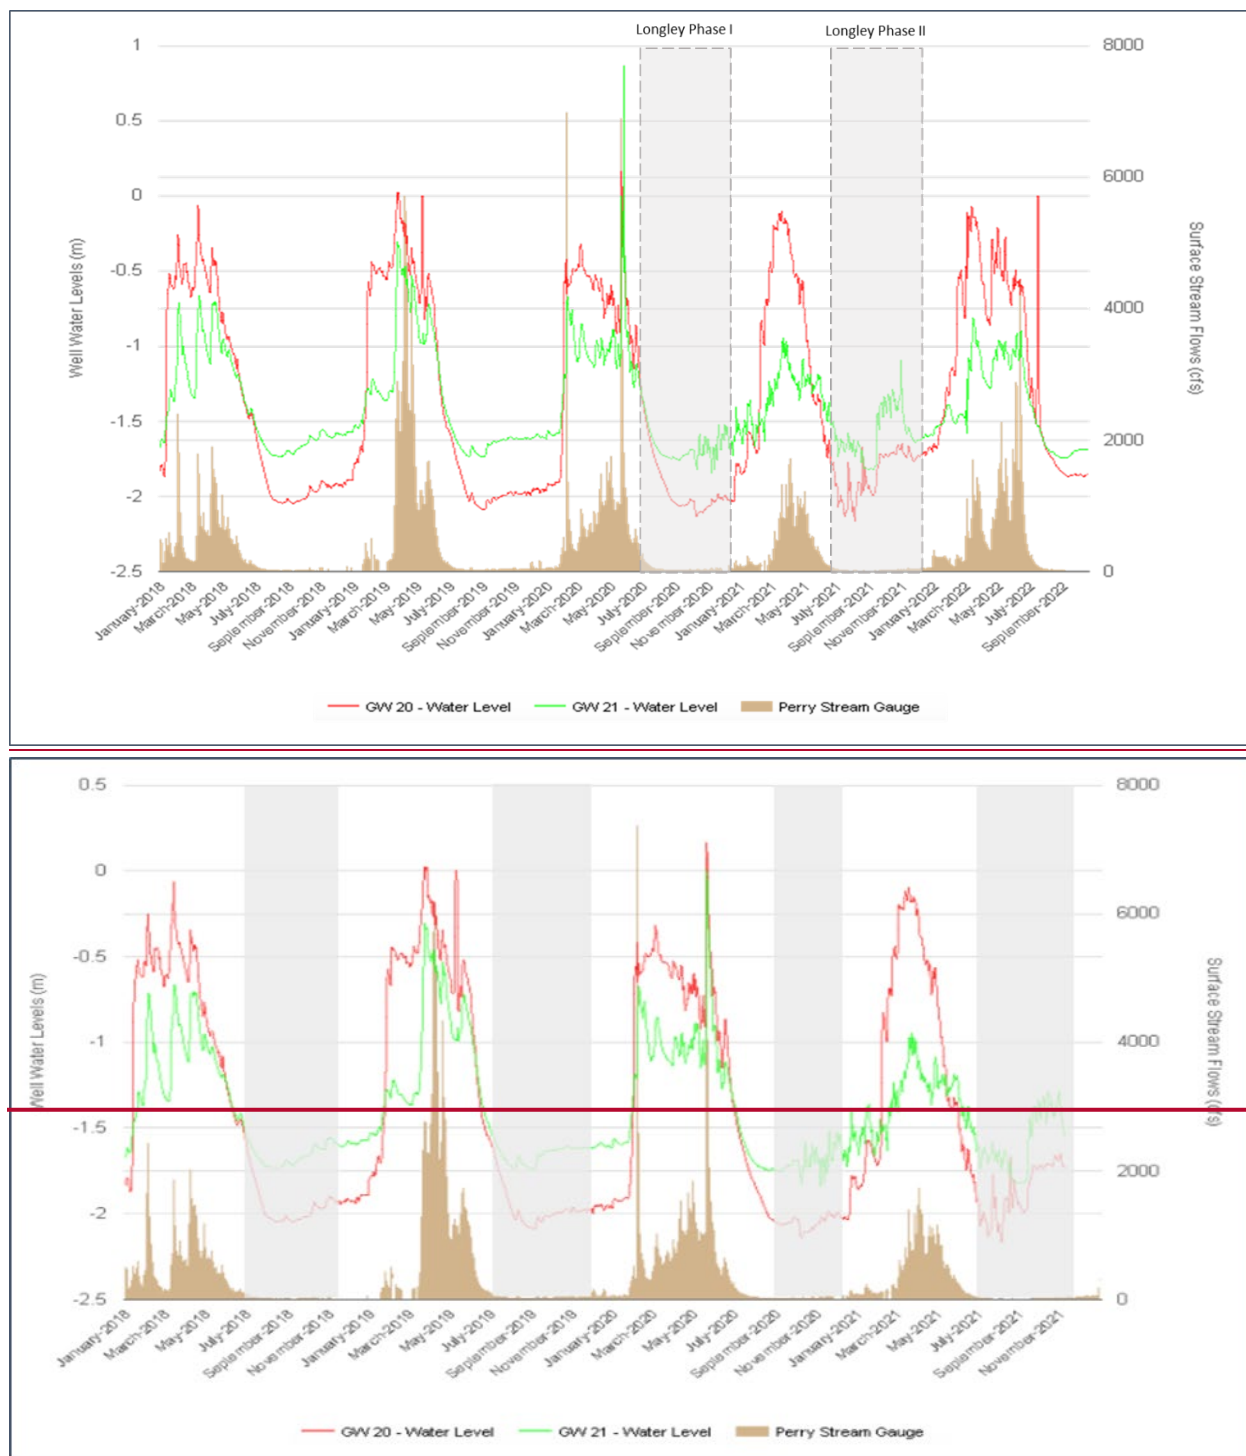 Longley Phase I Longley Phase II
1 8000
0.5
6000
0
-0.5
4000
-1
-1.5
2000
-2
-2.5 0
Well Water Levels (m)
Surface Stream Flows (cfs)
January-2018 March-2018 May-2018 July-2018 September-2018 November-2018 January-2019 March-2019 May-2019 July-2019 September-2019 November-2019 January-2020 March-2020 May-2020 July-2020 September-2020 November-2020 January-2021 March-2021 May-2021 July-2021 September-2021 November-2021 January-2022 March-2022 May-2022 July-2022 September-2022
GW 20 - Water Level GW 21 - Water Level Perry Stream Gauge
0.5 8000
0
6000
-0.5
-1 4000
-1.5
2000
-2
-2.5 0
Well Water Levels (m)
Surface Stream Flows (cfs)
January-2018 March-2018 May-2018 July-2018 September-2018 November-2018 January-2019 March-2019 May-2019 July-2019 September-2019 November-2019 January-2020 March-2020 May-2020 July-2020 September-2020 November-2020 January-2021 March-2021 May-2021 July-2021 September-2021 November-2021
GW 20 - Water Level GW 21 - Water Level Perry Stream Gauge